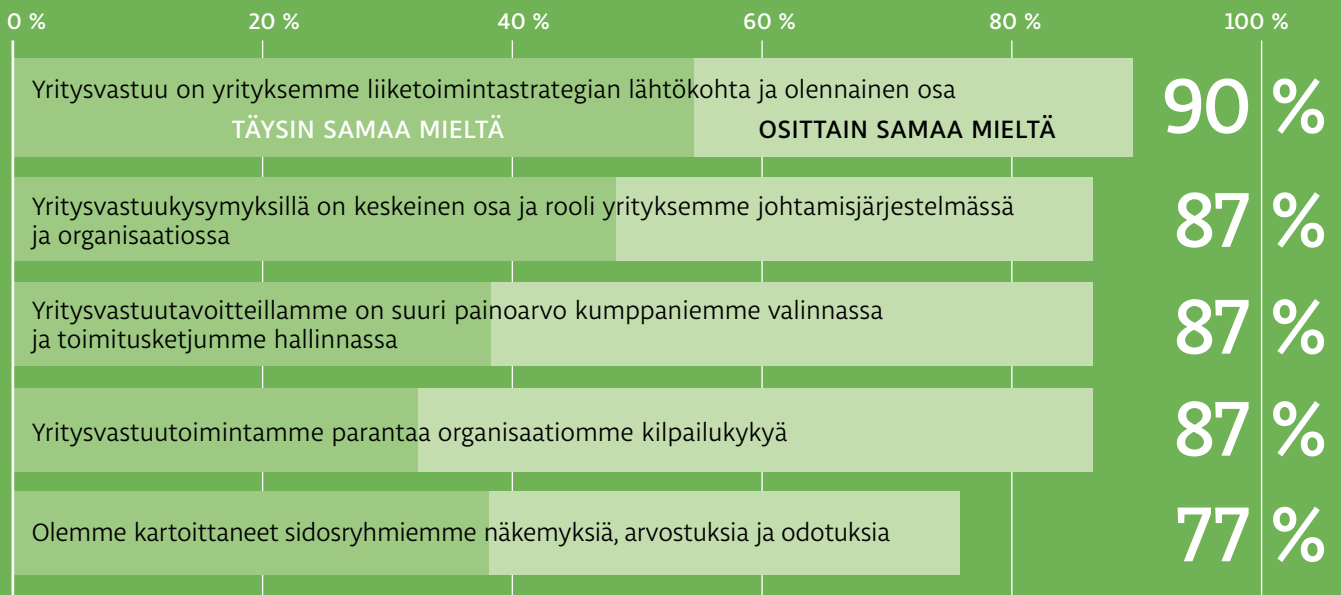 0 % 20 % 40 % 60 % 80 % 100 %
Yritysvastuu on yrityksemme liiketoimintastrategian lähtökohta ja olennainen osa
TÄYSIN SAMAA MIELTÄ OSITTAIN SAMAA MIELTÄ
90 %
Yritysvastuukysymyksillä on keskeinen osa ja rooli yrityksemme johtamisjärjestelmässä
ja organisaatiossa
87 %
Yritysvastuutavoitteillamme on suuri painoarvo kumppaniemme valinnassa
ja toimitusketjumme hallinnassa
87 %
Yritysvastuutoimintamme parantaa organisaatiomme kilpailukykyä
87 %
Olemme kartoittaneet sidosryhmiemme näkemyksiä, arvostuksia ja odotuksia
77 %